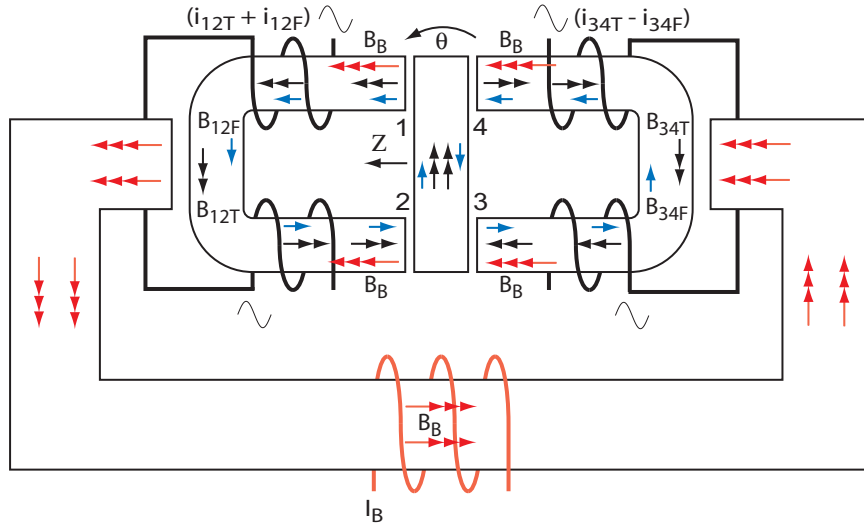 (i12T + i12F)
θ
(i34T - i34F)
BB
BB
B12F
1
4
B34T
Z
B12T
2
3
B34F
BB
BB
BB
IB